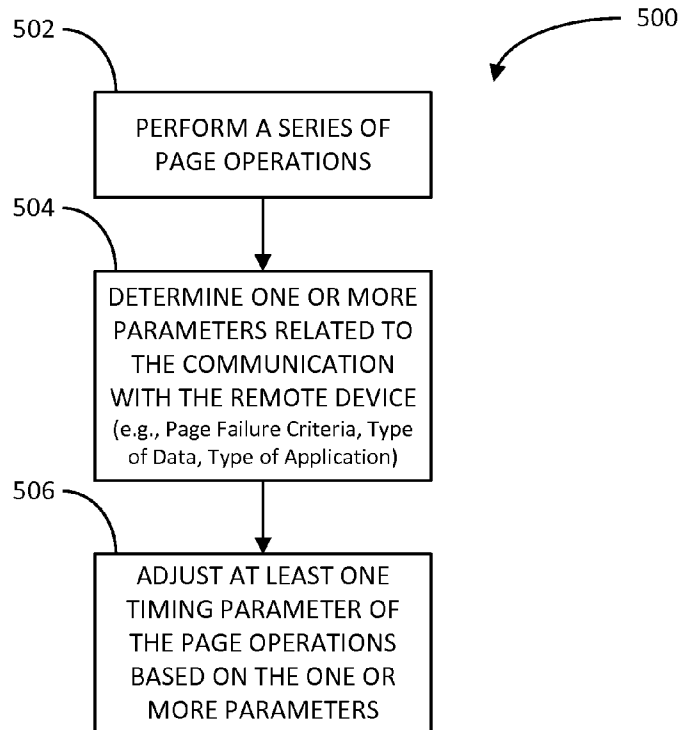 500
502
PERFORM A SERIES OF
PAGE OPERATIONS
504
DETERMINE ONE OR MORE
PARAMETERS RELATED TO
THE COMMUNICATION
WITH THE REMOTE DEVICE
(e.g., Page Failure Criteria, Type
of Data, Type of Application)
506
ADJUST AT LEAST ONE
TIMING PARAMETER OF
THE PAGE OPERATIONS
BASED ON THE ONE OR
MORE PARAMETERS